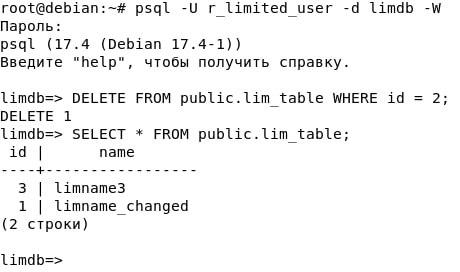 root@debian:~# psql -U r_limited_user -d limdb -W
Пароль:
psql (17.4 (Debian 17.4-1))
Введите "help", чтобы получить справку.
limdb=> DELETE FROM public.lim_table WHERE id = 2;
DELETE 1
limdb=> SELECT * FROM public.lim_table;
 id |      name
----+-----------------
  3 | limname3
  1 | limname_changed
(2 строки)
limdb=>